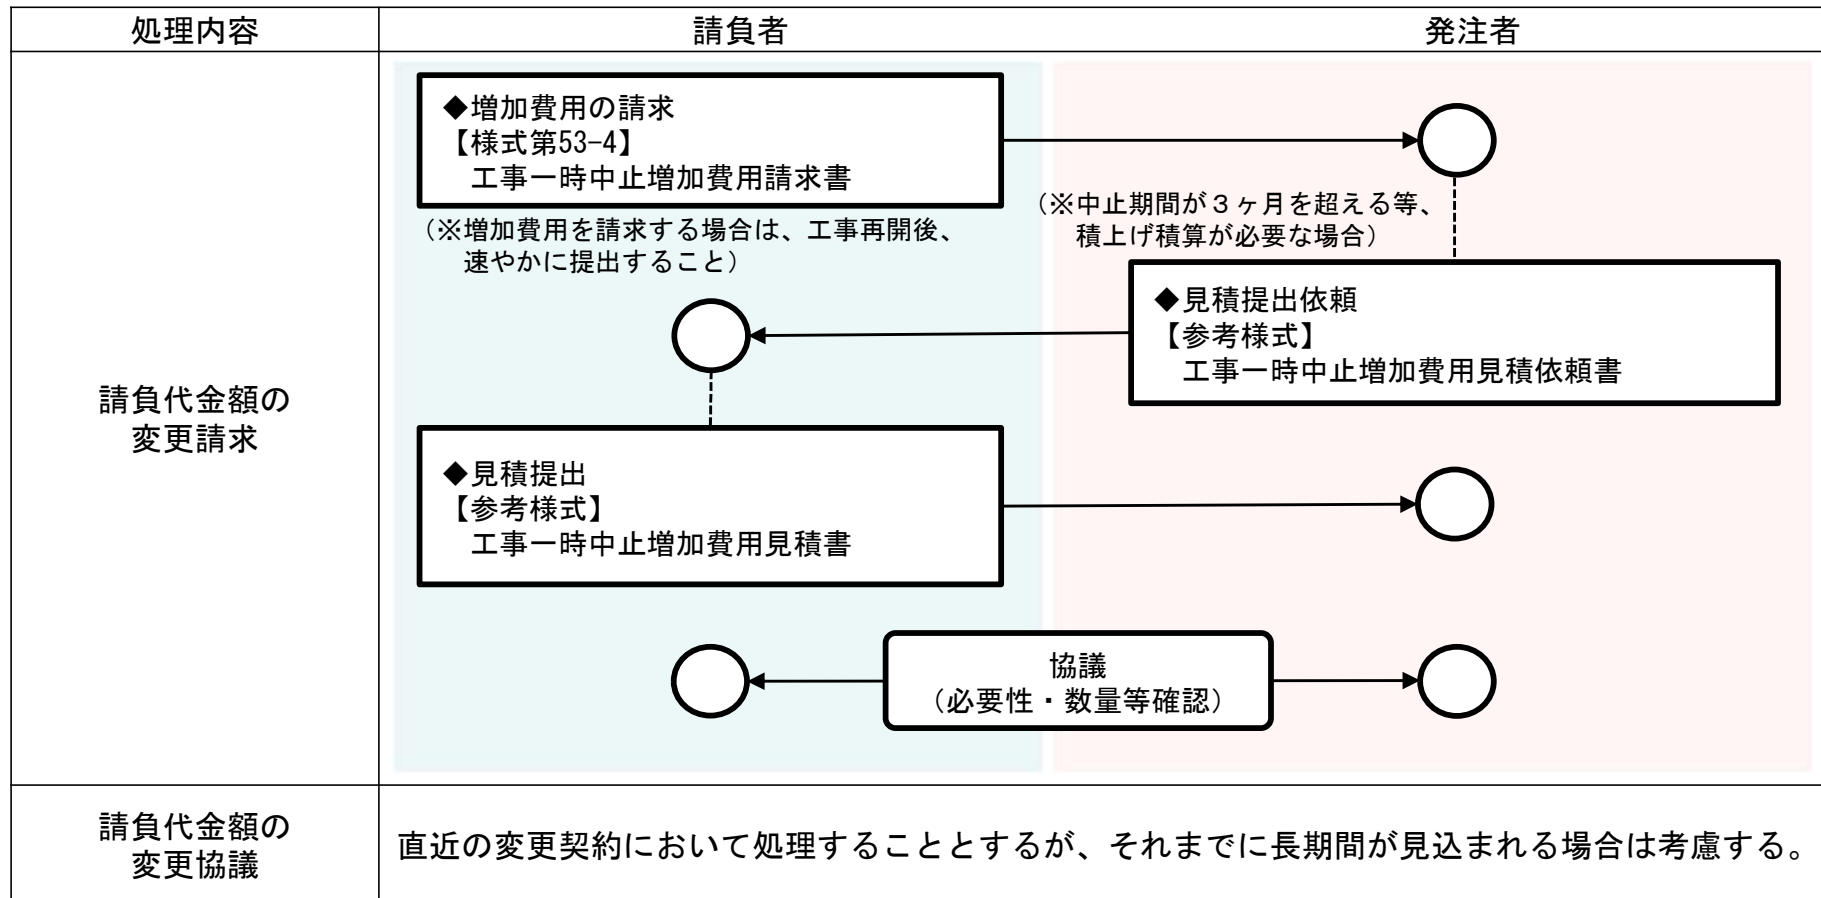 処理内容
請負者
発注者
請負代金額の
変更請求
◆増加費用の請求
【様式第53-4】
工事一時中止増加費用請求書
（※増加費用を請求する場合は、工事再開後、
速やかに提出すること）
（※中止期間が３ヶ月を超える等、
積上げ積算が必要な場合）
◆見積提出依頼
【参考様式】
工事一時中止増加費用見積依頼書
◆見積提出
【参考様式】
工事一時中止増加費用見積書
協議
（必要性・数量等確認）
請負代金額の
変更協議
直近の変更契約において処理することとするが、それまでに長期間が見込まれる場合は考慮する。